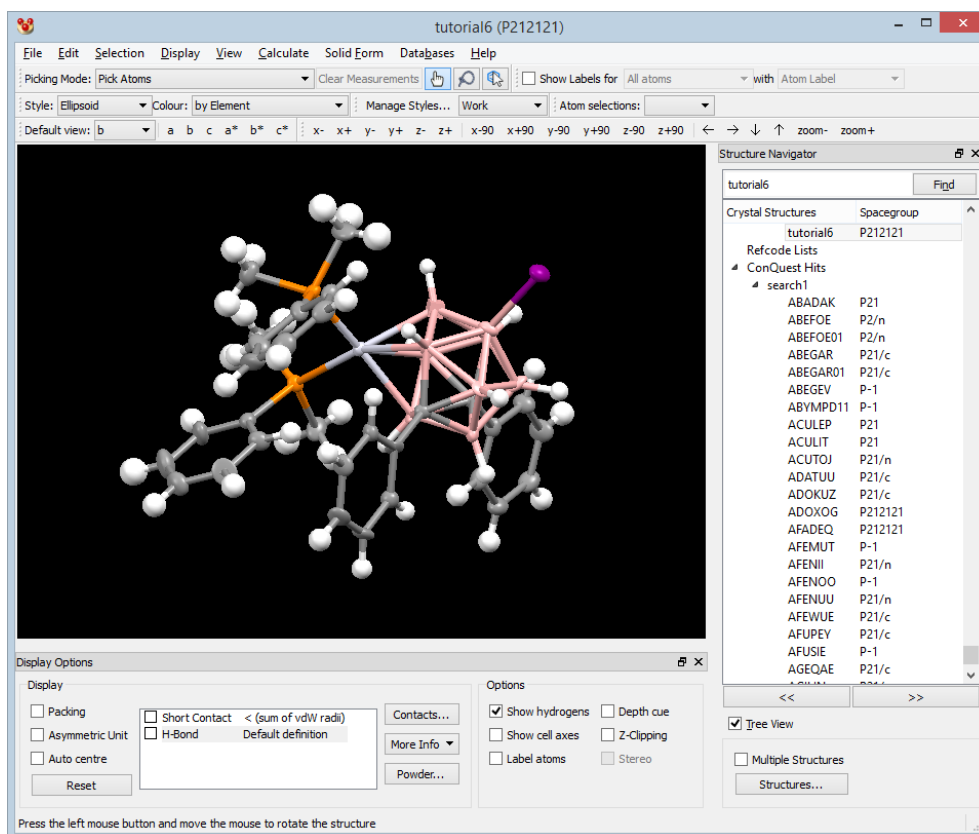 tutorial6 (P212121)
File Edit Selection Display View Calculate Solid Form Databases Help
Picking Mode: Pick Atoms Clear Measurements Show Labels for All atoms with Atom Label
Style: Ellipsoid Colour: by Element Manage Styles... Work Atom selections:
Default view: b a b c a* b* c* x- x+ y- y+ z- z+ x-90 x+90 y-90 y+90 z-90 z+90 ← → ↓ ↑ zoom- zoom+
Structure Navigator
tutorial6 Find
Crystal Structures Spacegroup
tutorial6 P212121
Refcode Lists
ConQuest Hits
search1
ABADAK P21
ABEFOE P2/n
ABEFOE01 P2/n
ABEGAR P21/c
ABEGAR01 P21/c
ABEGEV P-1
ABYMPD11 P-1
ACULEP P21
ACULIT P21
ACUTOJ P21/n
ADATUU P21/c
ADOKUZ P21/c
ADOXOG P212121
AFADEQ P212121
AFEMUT P-1
AFENII P21/n
AFENOO P-1
AFENUU P21/n
AFEWUE P21/c
AFUPEY P21/c
AFUSIE P-1
AGEQAE P21/c
<< >>
Tree View
Multiple Structures
Structures...
Display Options
Display
Packing
Asymmetric Unit
Auto centre
Reset
Short Contact < (sum of vdW radii)
H-Bond Default definition
Contacts...
More Info
Powder...
Options
Show hydrogens Depth cue
Show cell axes Z-Clipping
Label atoms Stereo
Press the left mouse button and move the mouse to rotate the structure